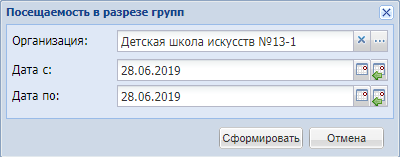 Посещаемость в разрезе групп
Организация: Детская школа искусств №13-1
Дата с: 28.06.2019
Дата по: 28.06.2019
Сформировать Отмена